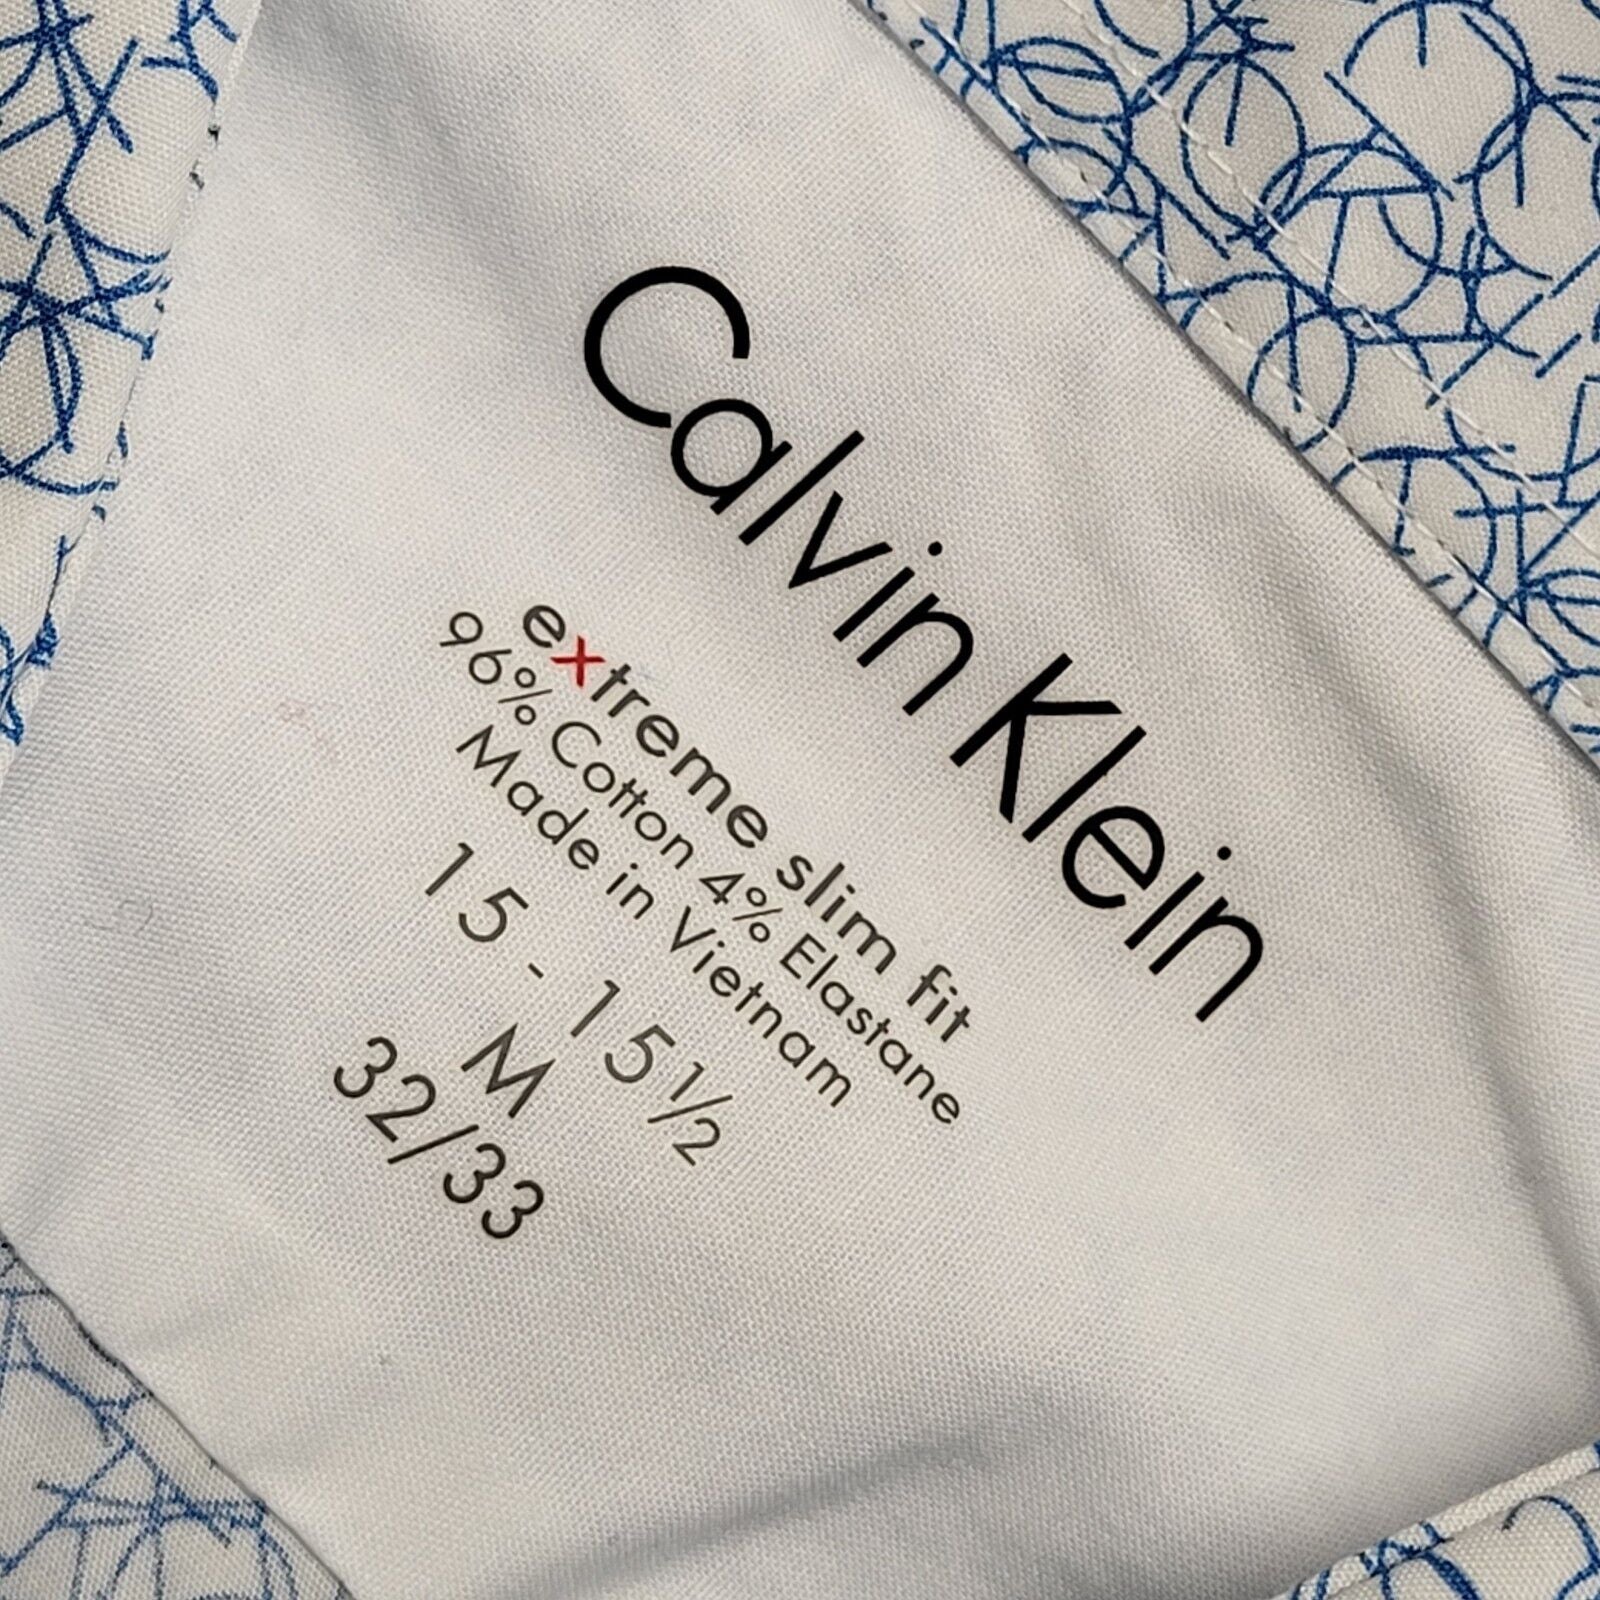 Calvin Klein
extreme slim fit
96% Cotton 4% Elastane
Made in Vietnam
15 - 15½
M
32/33